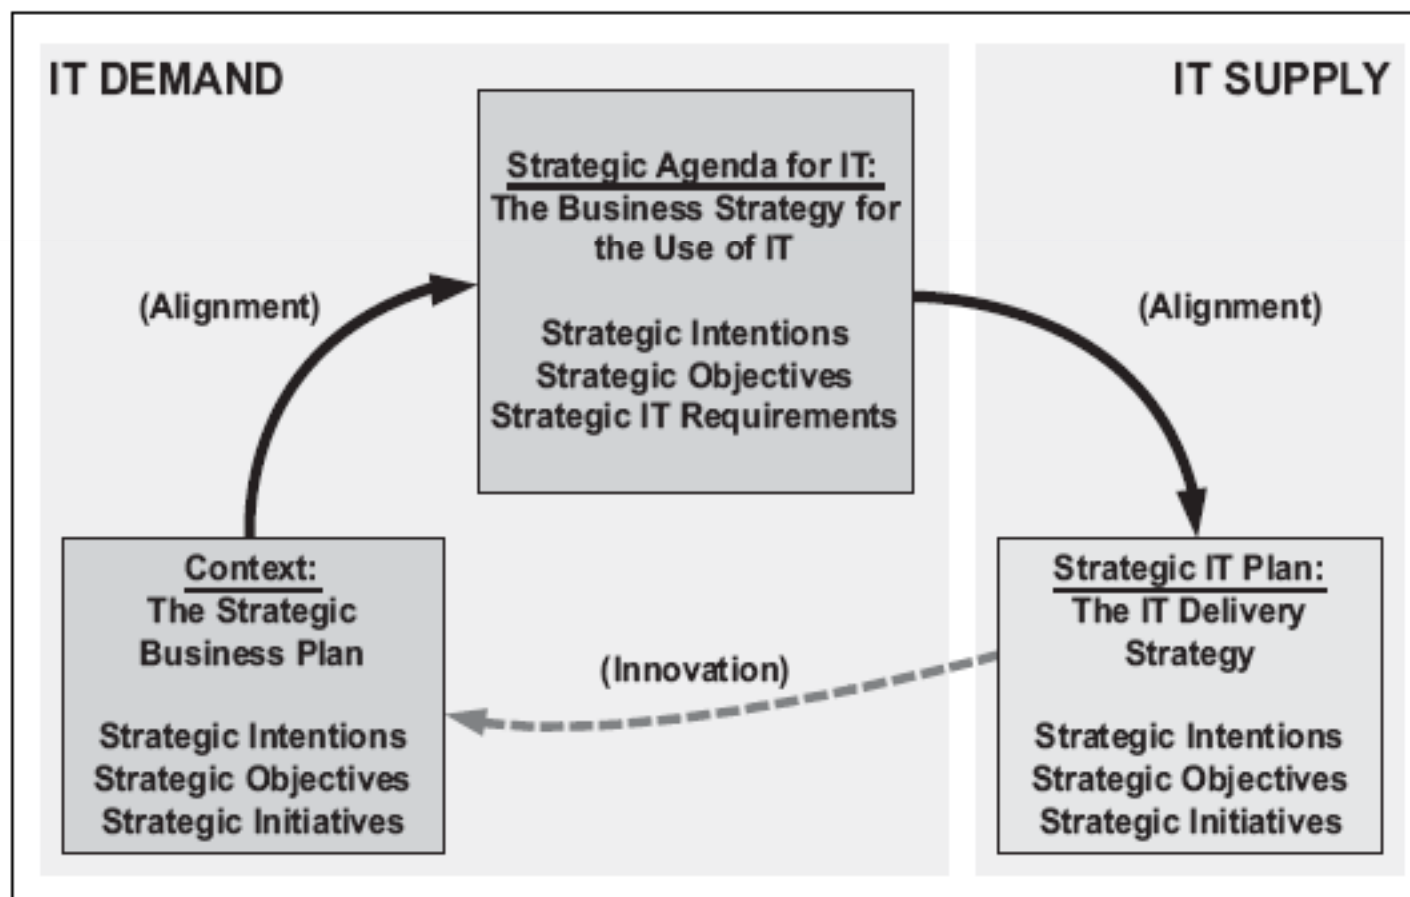 IT DEMAND
IT SUPPLY
Strategic Agenda for IT:
The Business Strategy for
the Use of IT
Strategic Intentions
Strategic Objectives
Strategic IT Requirements
(Alignment)
(Alignment)
Context:
The Strategic
Business Plan
Strategic Intentions
Strategic Objectives
Strategic Initiatives
(Innovation)
Strategic IT Plan:
The IT Delivery
Strategy
Strategic Intentions
Strategic Objectives
Strategic Initiatives